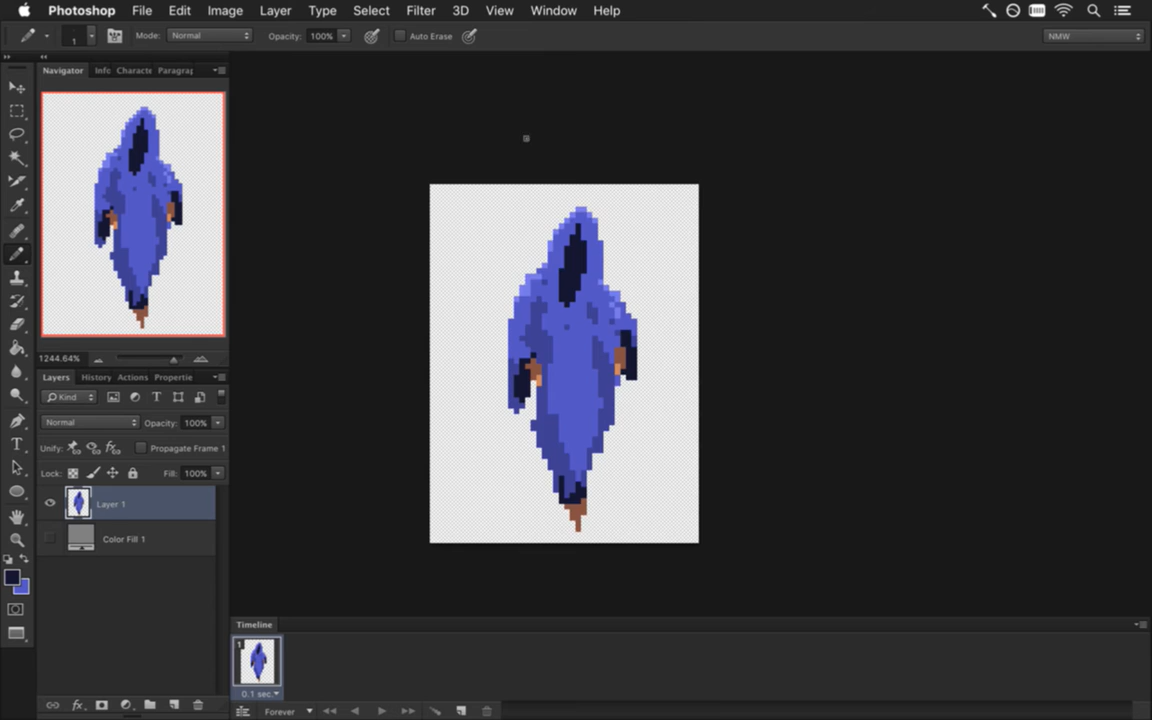 Photoshop File Edit Image Layer Type Select Filter 3D View Window Help
1 Mode: Normal Opacity: 100% Auto Erase NMW
Navigator Info Characte Paragrap
1244.64%
Layers History Actions Propertie
Kind
Normal Opacity: 100%
Unify: Propagate Frame 1
Lock: Fill: 100%
Layer 1
Color Fill 1
Timeline
1
0.1 sec.
Forever